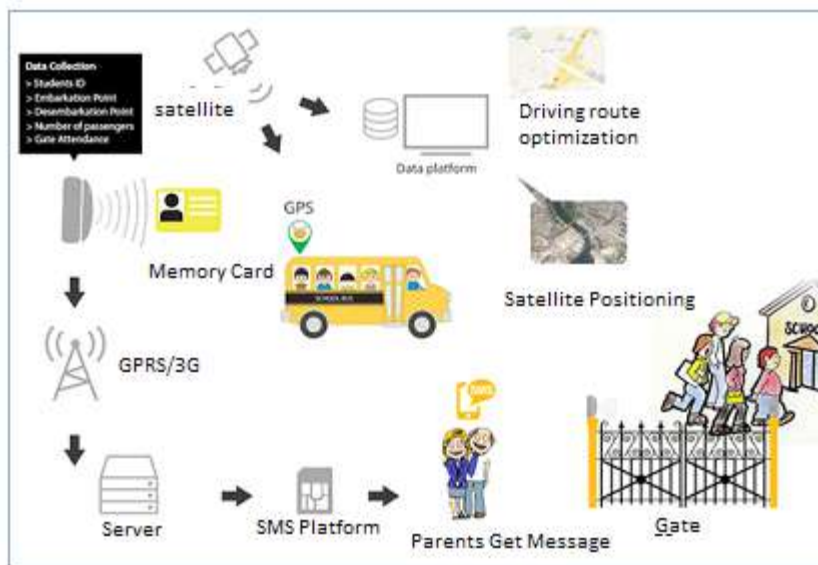 Data Collection
> Students ID
> Embarkation Point
> Desembarkation Point
> Number of passengers
> Gate Attendance
satellite
Data platform
Driving route
optimization
GPS
Memory Card
SCHOOL BUS
Satellite Positioning
SCHOO
GPRS/3G
SMS
Server
SMS Platform
Parents Get Message
Gate